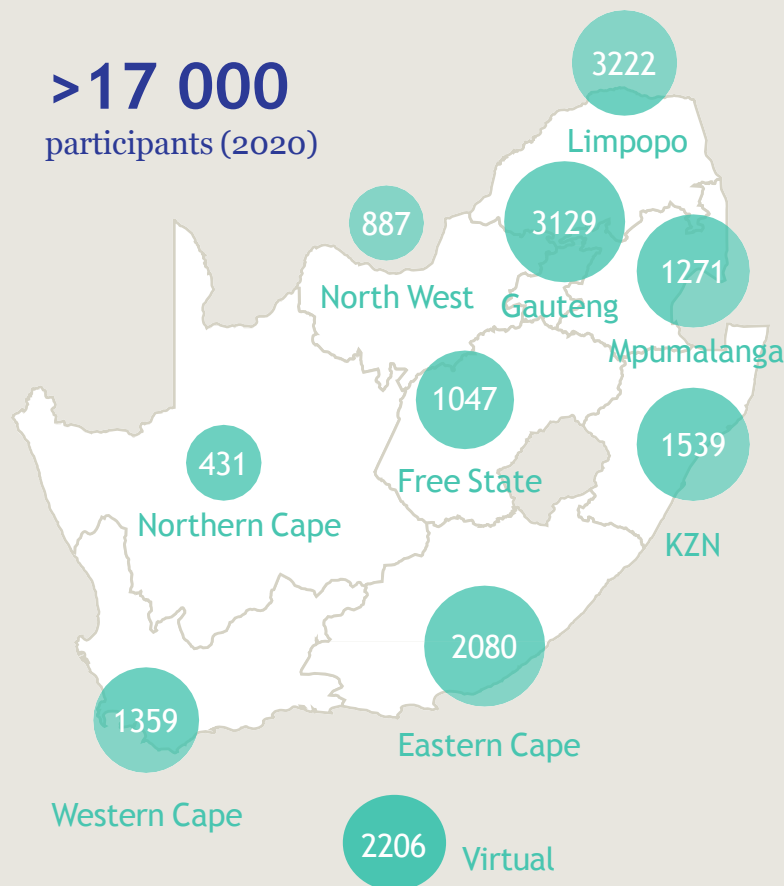 >17 000
participants (2020)
3222
Limpopo
887
North West
3129
Gauteng
1271
Mpumalanga
1047
Free State
1539
KZN
431
Northern Cape
2080
Eastern Cape
1359
Western Cape
2206
Virtual